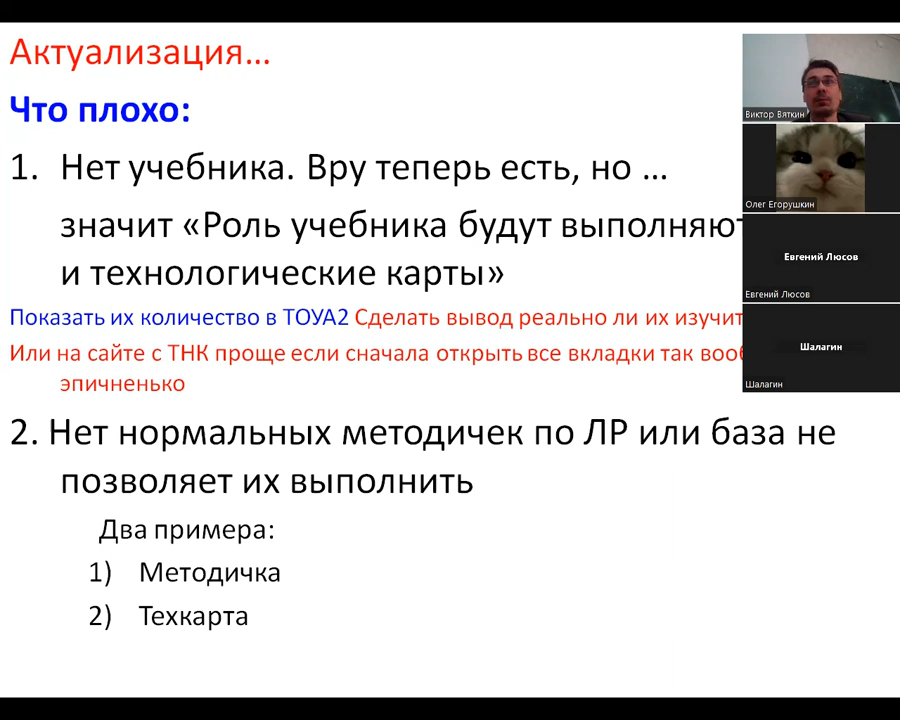 Актуализация...
Что плохо:
1. Нет учебника. Вру теперь есть, но ...
значит «Роль учебника будут выполняют
и технологические карты»
Показать их количество в ТОУА2 Сделать вывод реально ли их изучит
Или на сайте с ТНК проще если сначала открыть все вкладки так
эпичненько
2. Нет нормальных методичек по ЛР или база не
позволяет их выполнить
Два примера:
1) Методичка
2) Техкарта
Виктор Вяткин
Олег Егорушкин
Евгений Люсов
Евгений Люсов
Шалагин
Шалагин